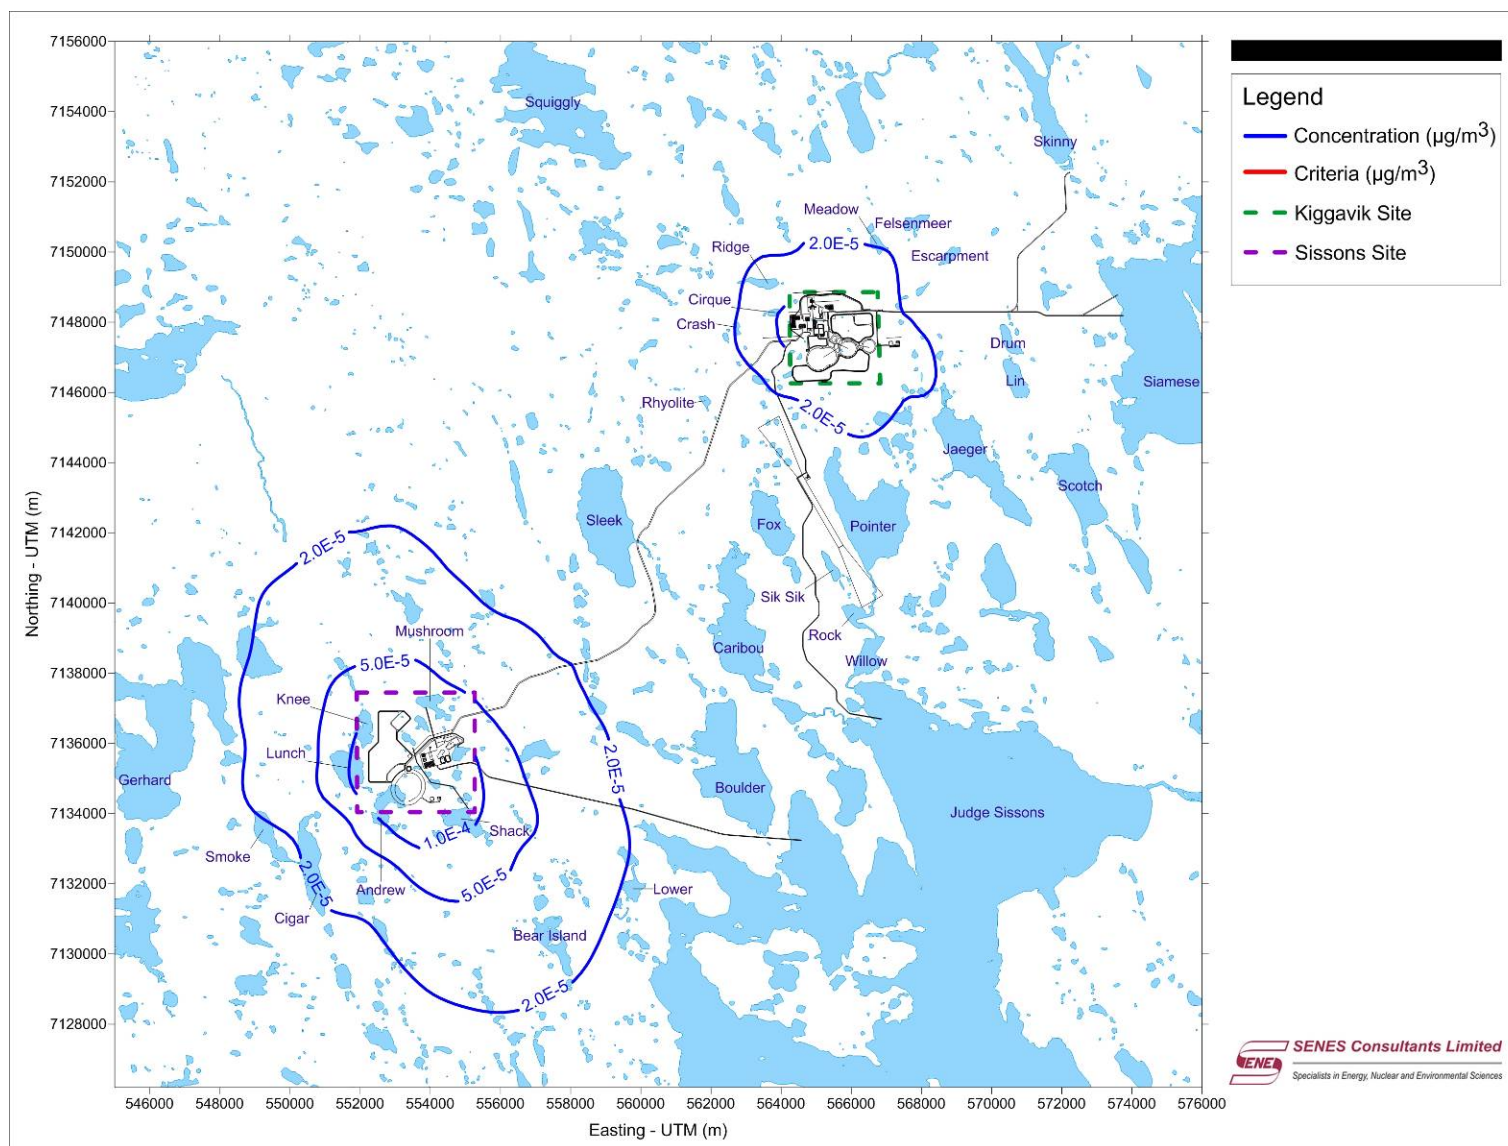 7156000
7154000
7152000
7150000
7148000
7146000
7144000
7142000
7140000
7138000
7136000
7134000
7132000
7130000
7128000
Northing - UTM (m)
546000 548000 550000 552000 554000 556000 558000 560000 562000 564000 566000 568000 570000 572000 574000 576000
Easting - UTM (m)
Squiggly
Skinny
Meadow
Felsenmeer
2.0E-5
Ridge
Escarpment
Cirque
Crash
Drum
Lin
Siamese
Rhyolite
2.0E-5
Jaeger
Scotch
Sleek
Fox
Pointer
2.0E-5
Sik Sik
Mushroom
Rock
Caribou
Willow
5.0E-5
Knee
Lunch
2.0E-5
Gerhard
Boulder
Judge Sissons
Shack
1.0E-4
Smoke
2.0E-5
Andrew
5.0E-5
Lower
Cigar
Bear Island
2.0E-5
Legend
Concentration (µg/m3)
Criteria (µg/m3)
Kiggavik Site
Sissons Site
SENES
SENES Consultants Limited
Specialists in Energy, Nuclear and Environmental Sciences